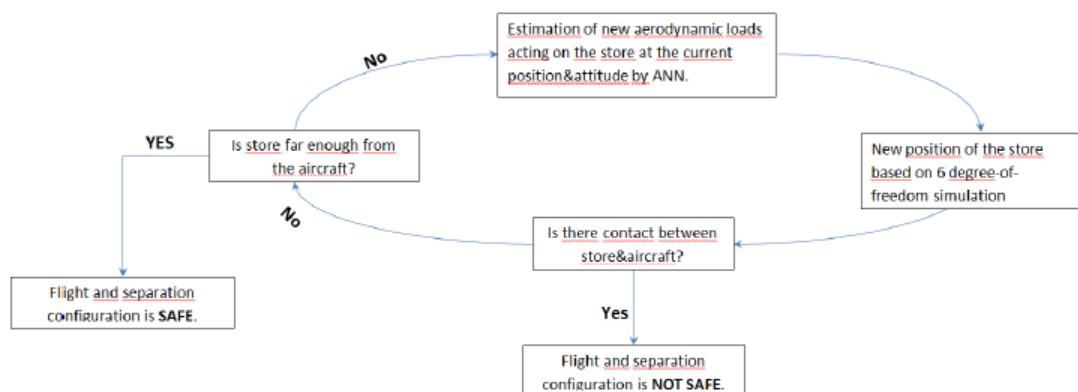 Estimation of new aerodynamic loads
acting on the store at the current
position&attitude by ANN.
No
YES
Is store far enough from
the aircraft?
New position of the store
based on 6 degree-of-
freedom simulation
No
Is there contact between
store&aircraft?
Flight and separation
configuration is SAFE.
Yes
Flight and separation
configuration is NOT SAFE.